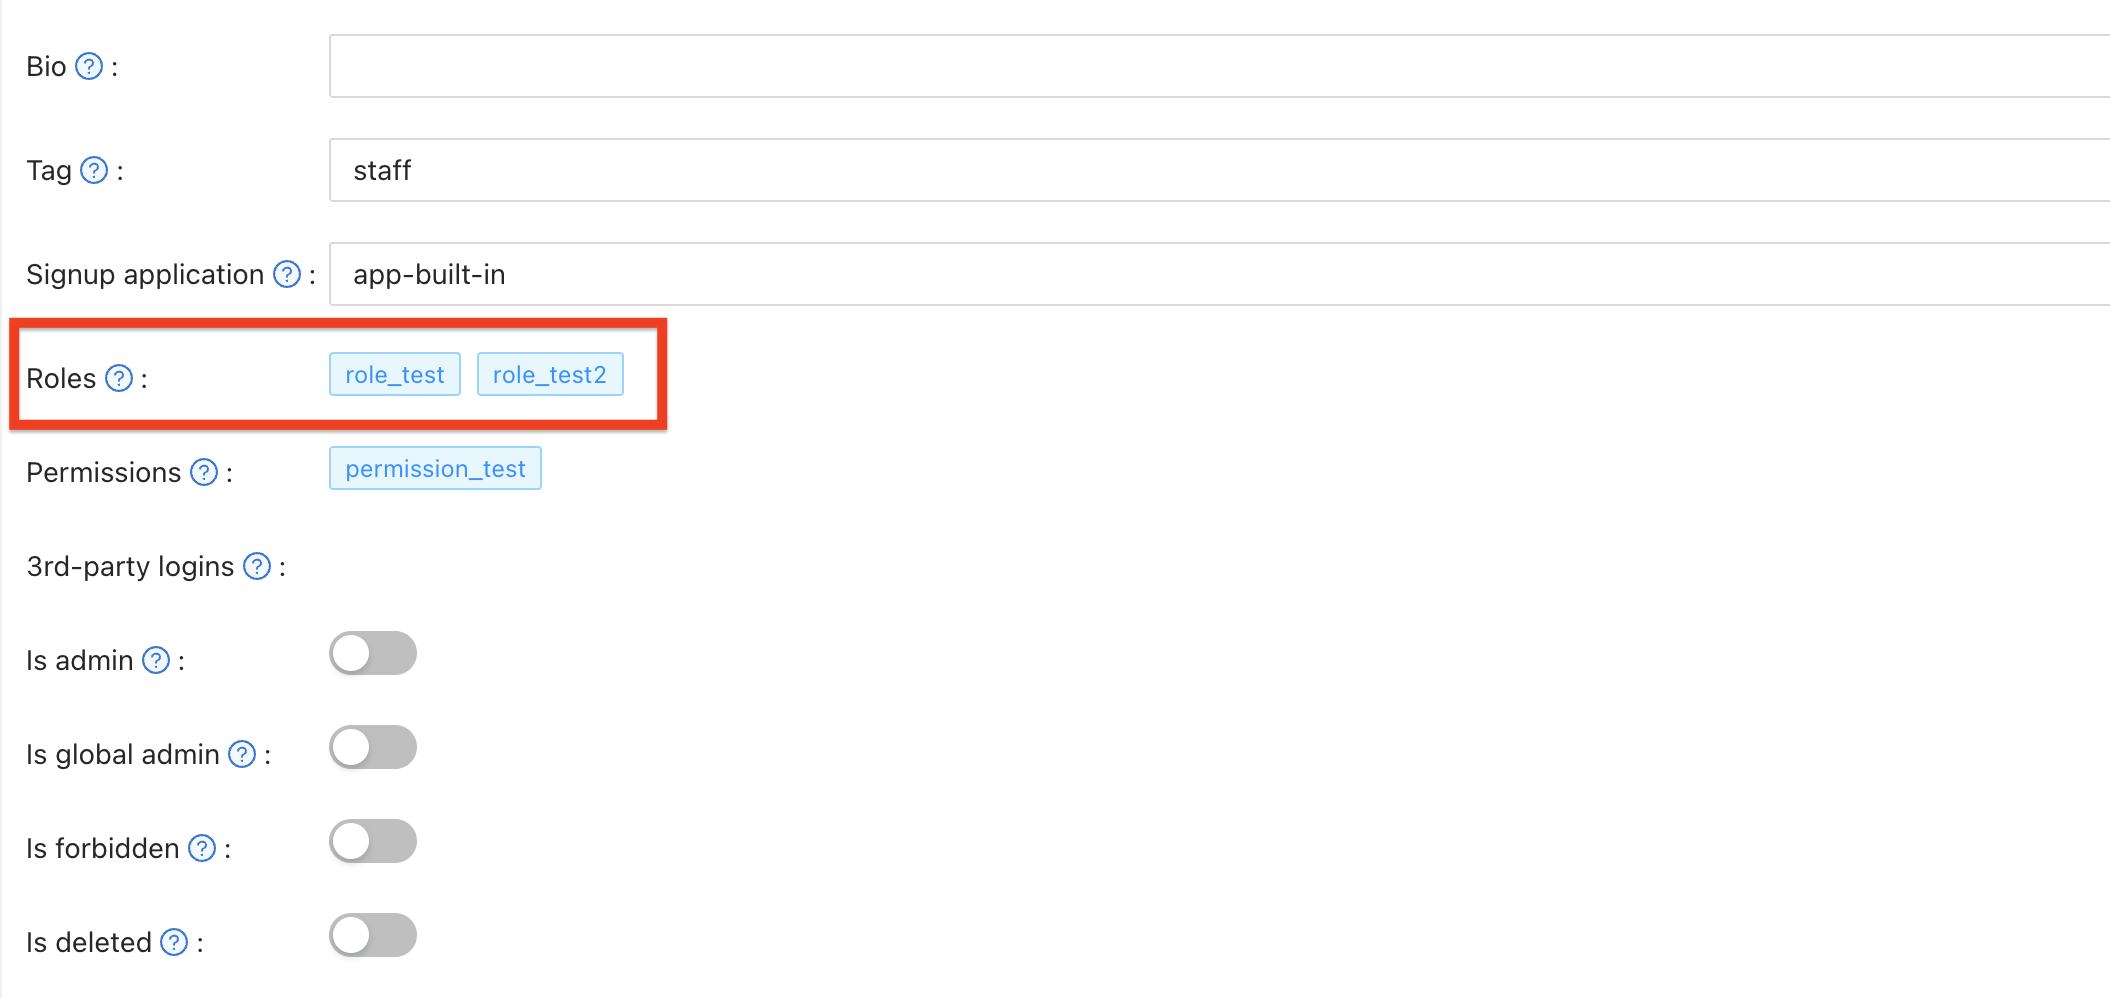 Bio ? :
Tag ? : staff
Signup application ? : app-built-in
Roles ? : role_test role_test2
Permissions ? : permission_test
3rd-party logins ? :
Is admin ? :
Is global admin ? :
Is forbidden ? :
Is deleted ? :